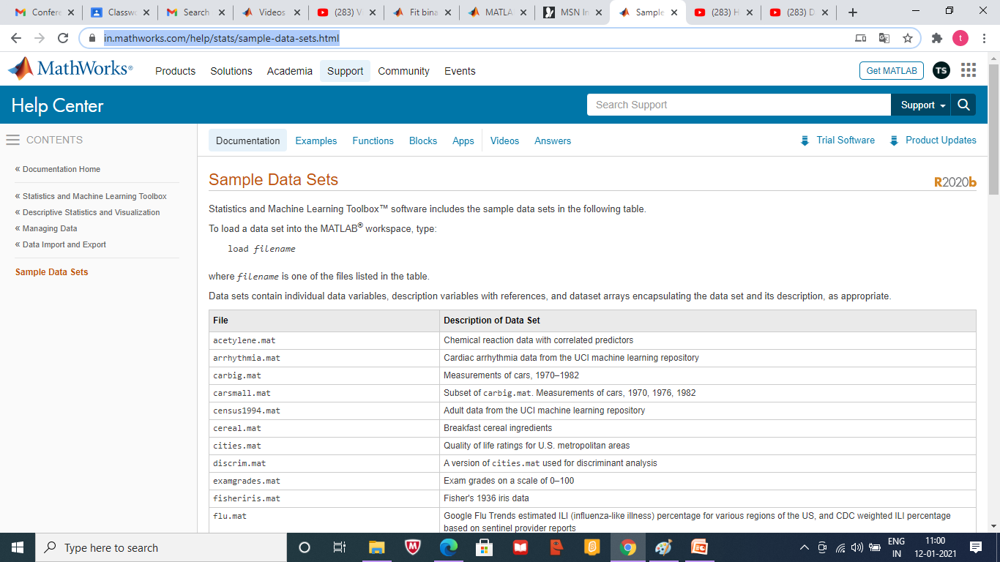 Confere
Classwo
Search
Videos
(283) V
Fit bina
MATLA
MSN In
Sample
(283) H
(283) D
in.mathworks.com/help/stats/sample-data-sets.html
t
MathWorks®
Products
Solutions
Academia
Support
Community
Events
Get MATLAB
TS
Help Center
Search Support
Support
CONTENTS
Documentation
Examples
Functions
Blocks
Apps
Videos
Answers
Trial Software
Product Updates
« Documentation Home
« Statistics and Machine Learning Toolbox
« Descriptive Statistics and Visualization
« Managing Data
« Data Import and Export
Sample Data Sets
Sample Data Sets
R2020b
Statistics and Machine Learning Toolbox™ software includes the sample data sets in the following table.
To load a data set into the MATLAB® workspace, type:
load filename
where filename is one of the files listed in the table.
Data sets contain individual data variables, description variables with references, and dataset arrays encapsulating the data set and its description, as appropriate.
File Description of Data Set
acetylene.mat Chemical reaction data with correlated predictors
arrhythmia.mat Cardiac arrhythmia data from the UCI machine learning repository
carbig.mat Measurements of cars, 1970–1982
carsmall.mat Subset of carbig.mat. Measurements of cars, 1970, 1976, 1982
census1994.mat Adult data from the UCI machine learning repository
cereal.mat Breakfast cereal ingredients
cities.mat Quality of life ratings for U.S. metropolitan areas
discrim.mat A version of cities.mat used for discriminant analysis
examgrades.mat Exam grades on a scale of 0–100
fisheriris.mat Fisher's 1936 iris data
flu.mat Google Flu Trends estimated ILI (influenza-like illness) percentage for various regions of the US, and CDC weighted ILI percentage
based on sentinel provider reports
Type here to search
ENG
IN
11:00
12-01-2021